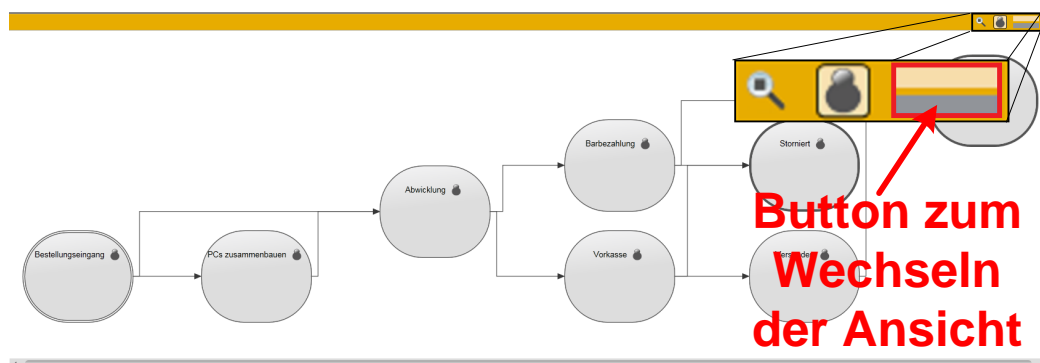 Barbezahlung
Storniert
Abwicklung
Bestellungseingang
PCs zusammenbauen
Vorkasse
Button zum
Wechseln
der Ansicht